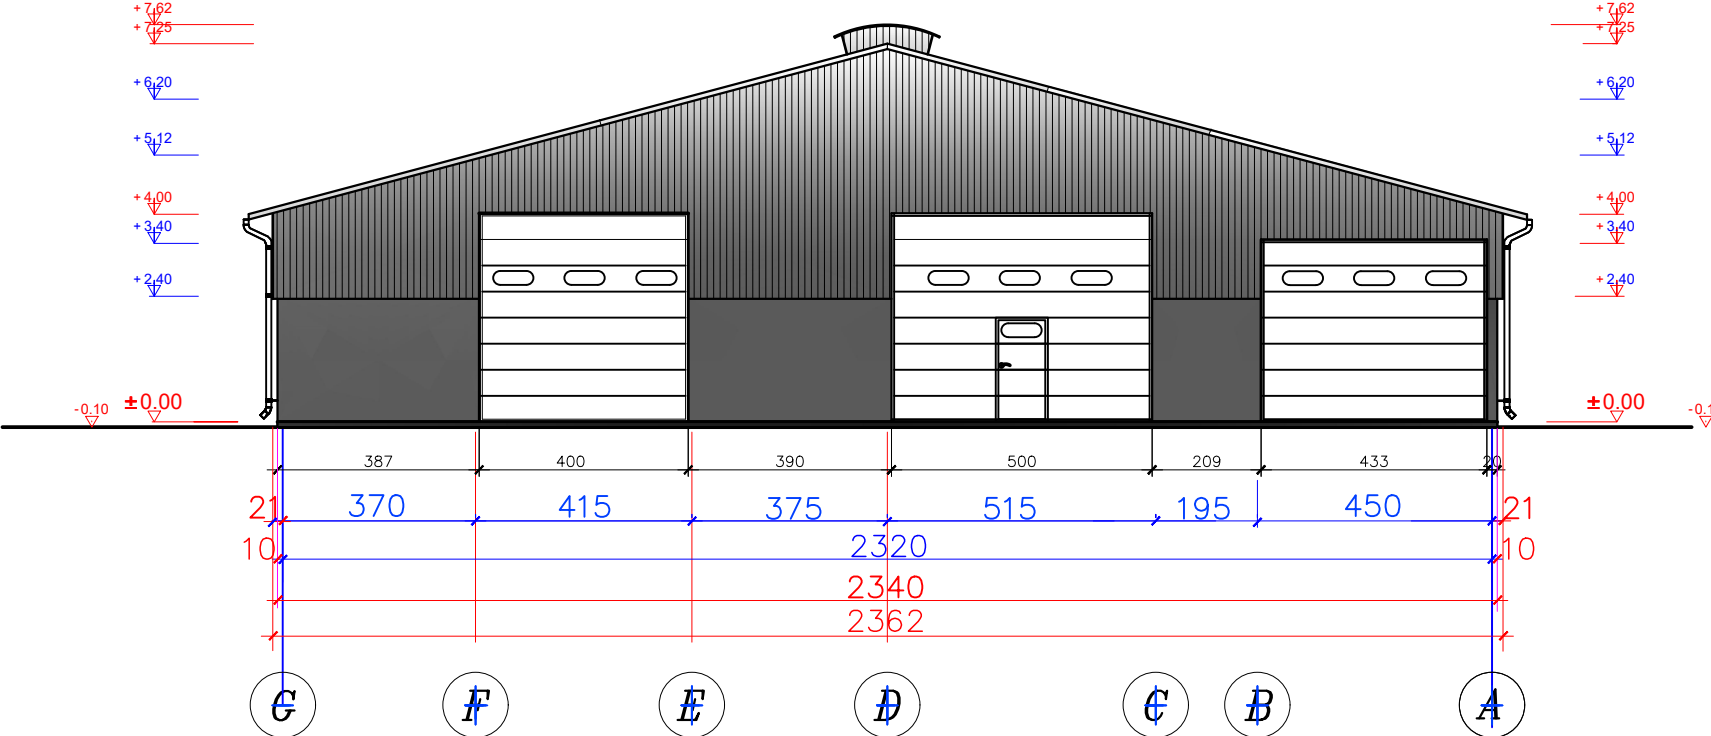 +7,62 +7,62
+7,25 +7,25
+6,20 +6,20
+5,12 +5,12
+4,00 +4,00
+3,40 +3,40
+2,40 +2,40
-0.10 ±0.00 ±0.00 -0.1
387 400 390 500 209 433 20
21 370 415 375 515 195 450 21
10 2320 10
2340
2362
G F E D C B A